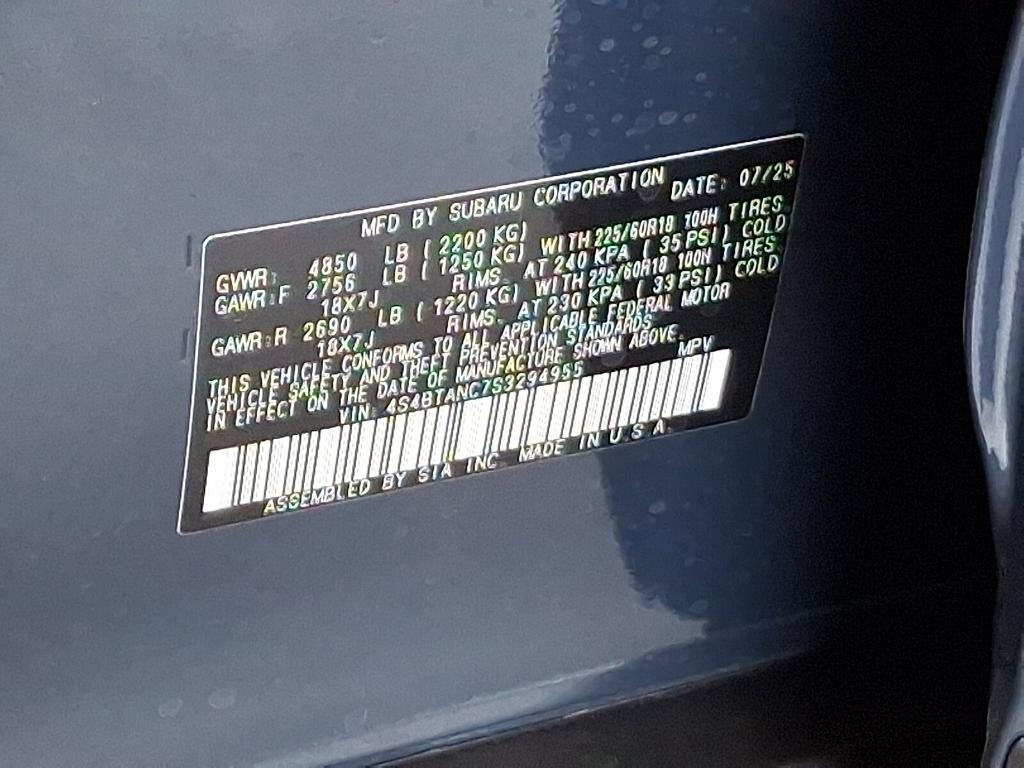 MFD BY SUBARU CORPORATION DATE: 07/25
GVWR: 4850 LB ( 2200 KG)
GAWR:F 2756 LB ( 1250 KG) WITH 225/60R18 100H TIRES
18X7J RIMS. AT 240 KPA ( 35 PSI) COLD
GAWR:R 2690 LB ( 1220 KG) WITH 225/60R18 100H TIRES
18X7J RIMS. AT 230 KPA ( 33 PSI) COLD
THIS VEHICLE CONFORMS TO ALL APPLICABLE FEDERAL MOTOR
VEHICLE SAFETY AND THEFT PREVENTION STANDARDS
IN EFFECT ON THE DATE OF MANUFACTURE SHOWN ABOVE.
VIN: 4S4BTANC7S3294955 MPV
ASSEMBLED BY SIA INC. MADE IN U.S.A.